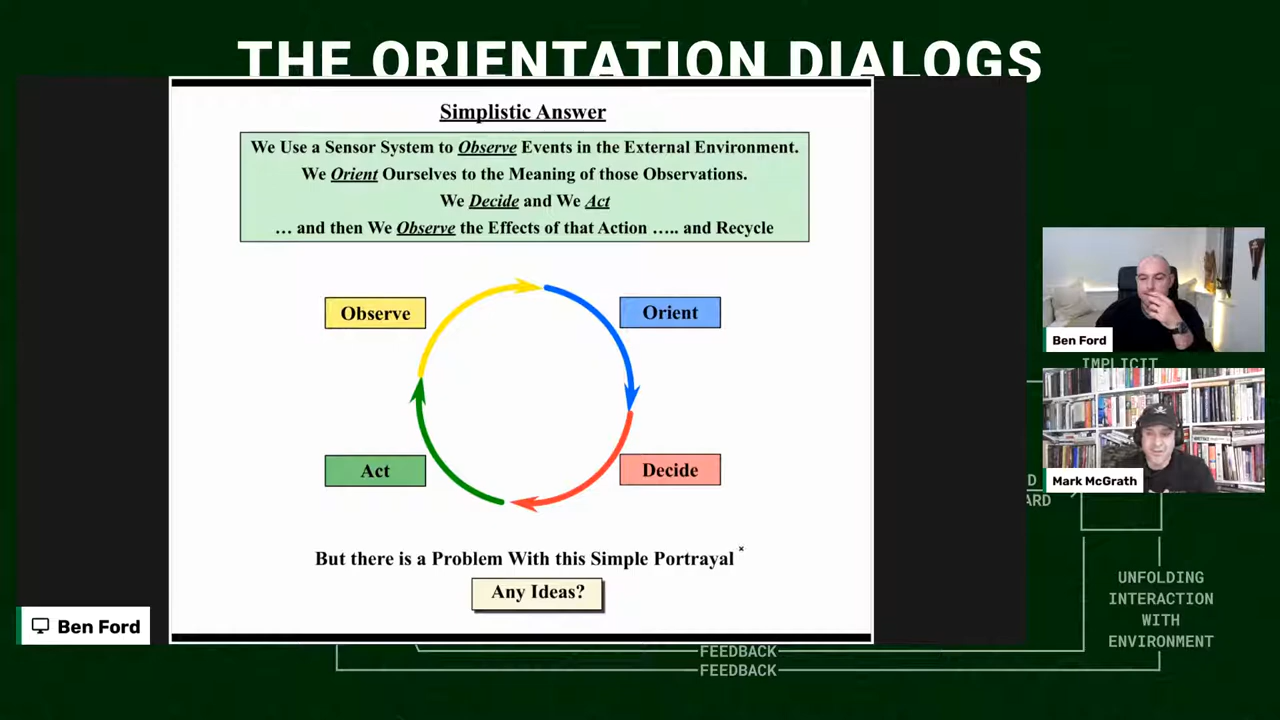 THE ORIENTATION DIALOGS
Simplistic Answer
We Use a Sensor System to Observe Events in the External Environment.
We Orient Ourselves to the Meaning of those Observations.
We Decide and We Act
… and then We Observe the Effects of that Action ….. and Recycle
Observe
Orient
Act
Decide
But there is a Problem With this Simple Portrayal
Any Ideas?
Ben Ford
Ben Ford
IMPLICIT
Mark McGrath
UNFOLDING
INTERACTION
WITH
ENVIRONMENT
FEEDBACK
FEEDBACK